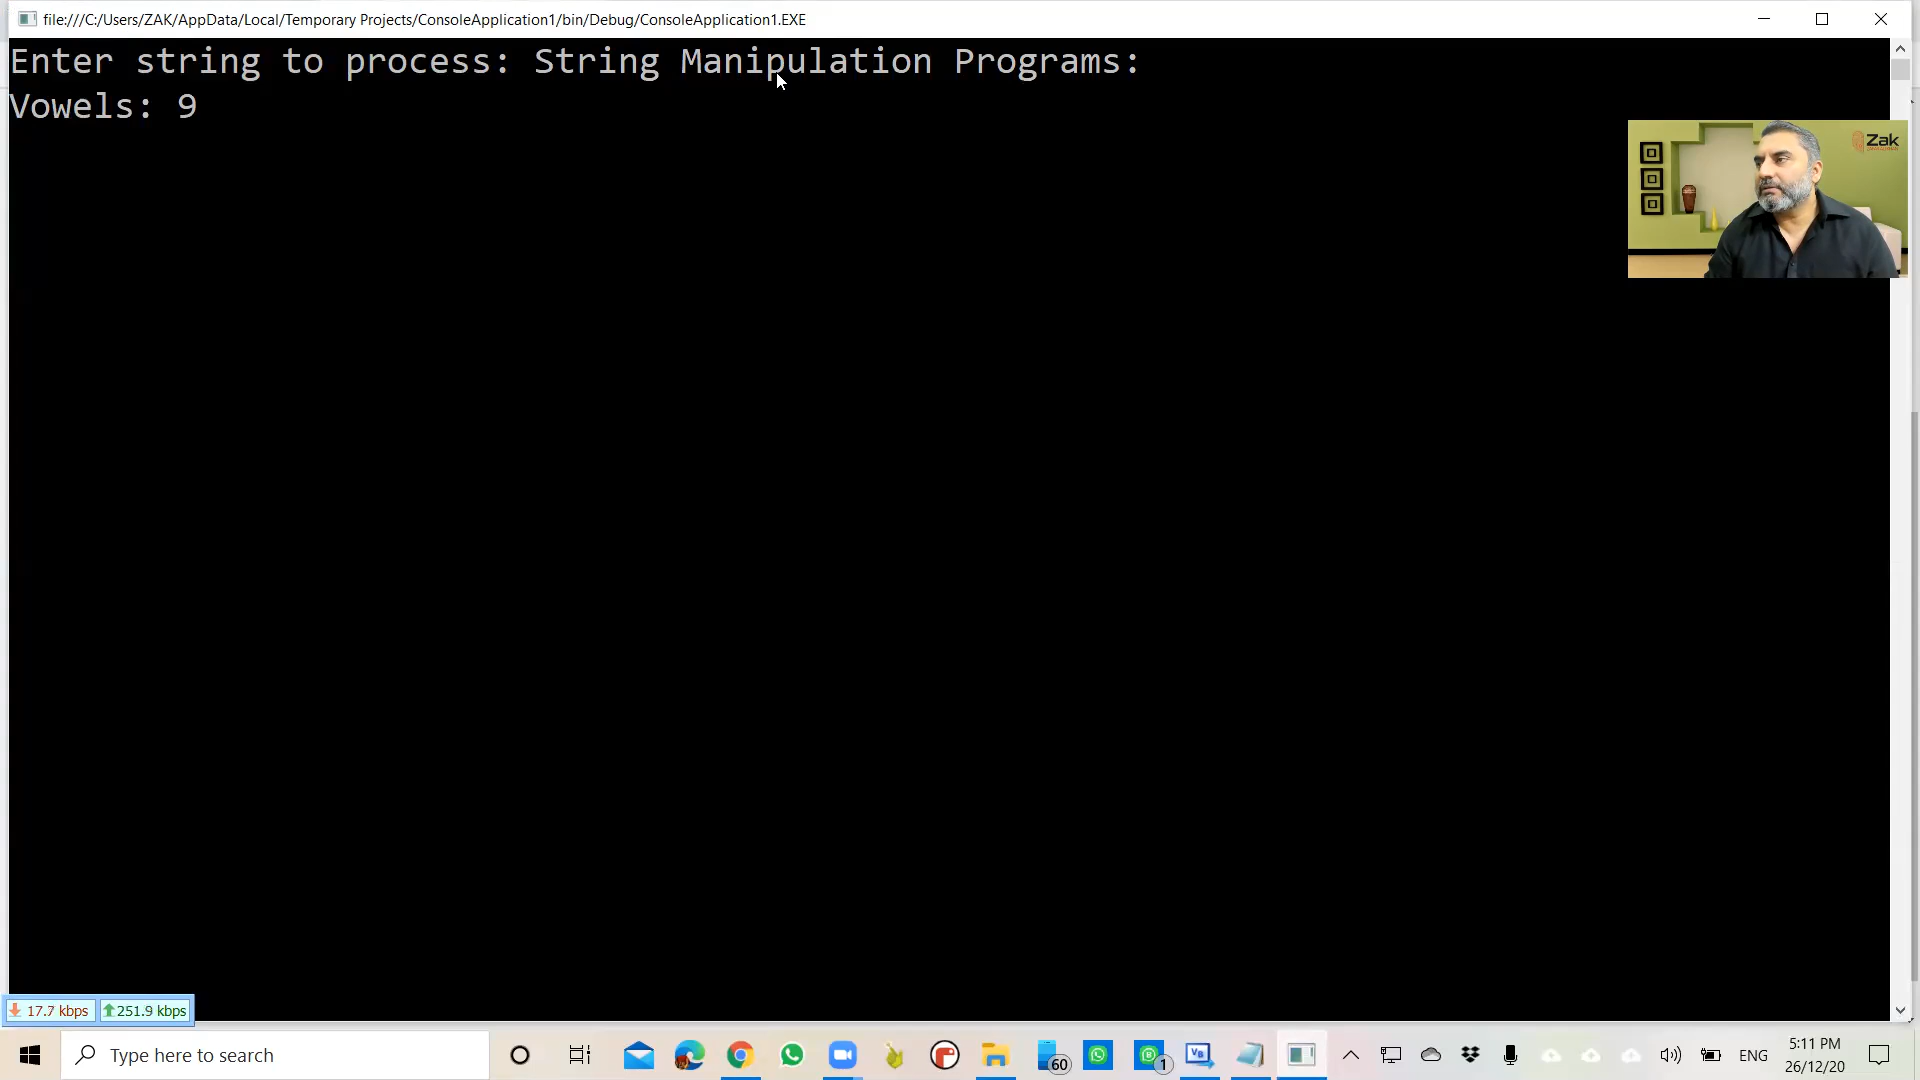 file:///C:/Users/ZAK/AppData/Local/Temporary Projects/ConsoleApplication1/bin/Debug/ConsoleApplication1.EXE
Enter string to process: String Manipulation Programs:
Vowels: 9
Zak
17.7 kbps 251.9 kbps
Type here to search
60
1
VB
ENG
5:11 PM
26/12/20